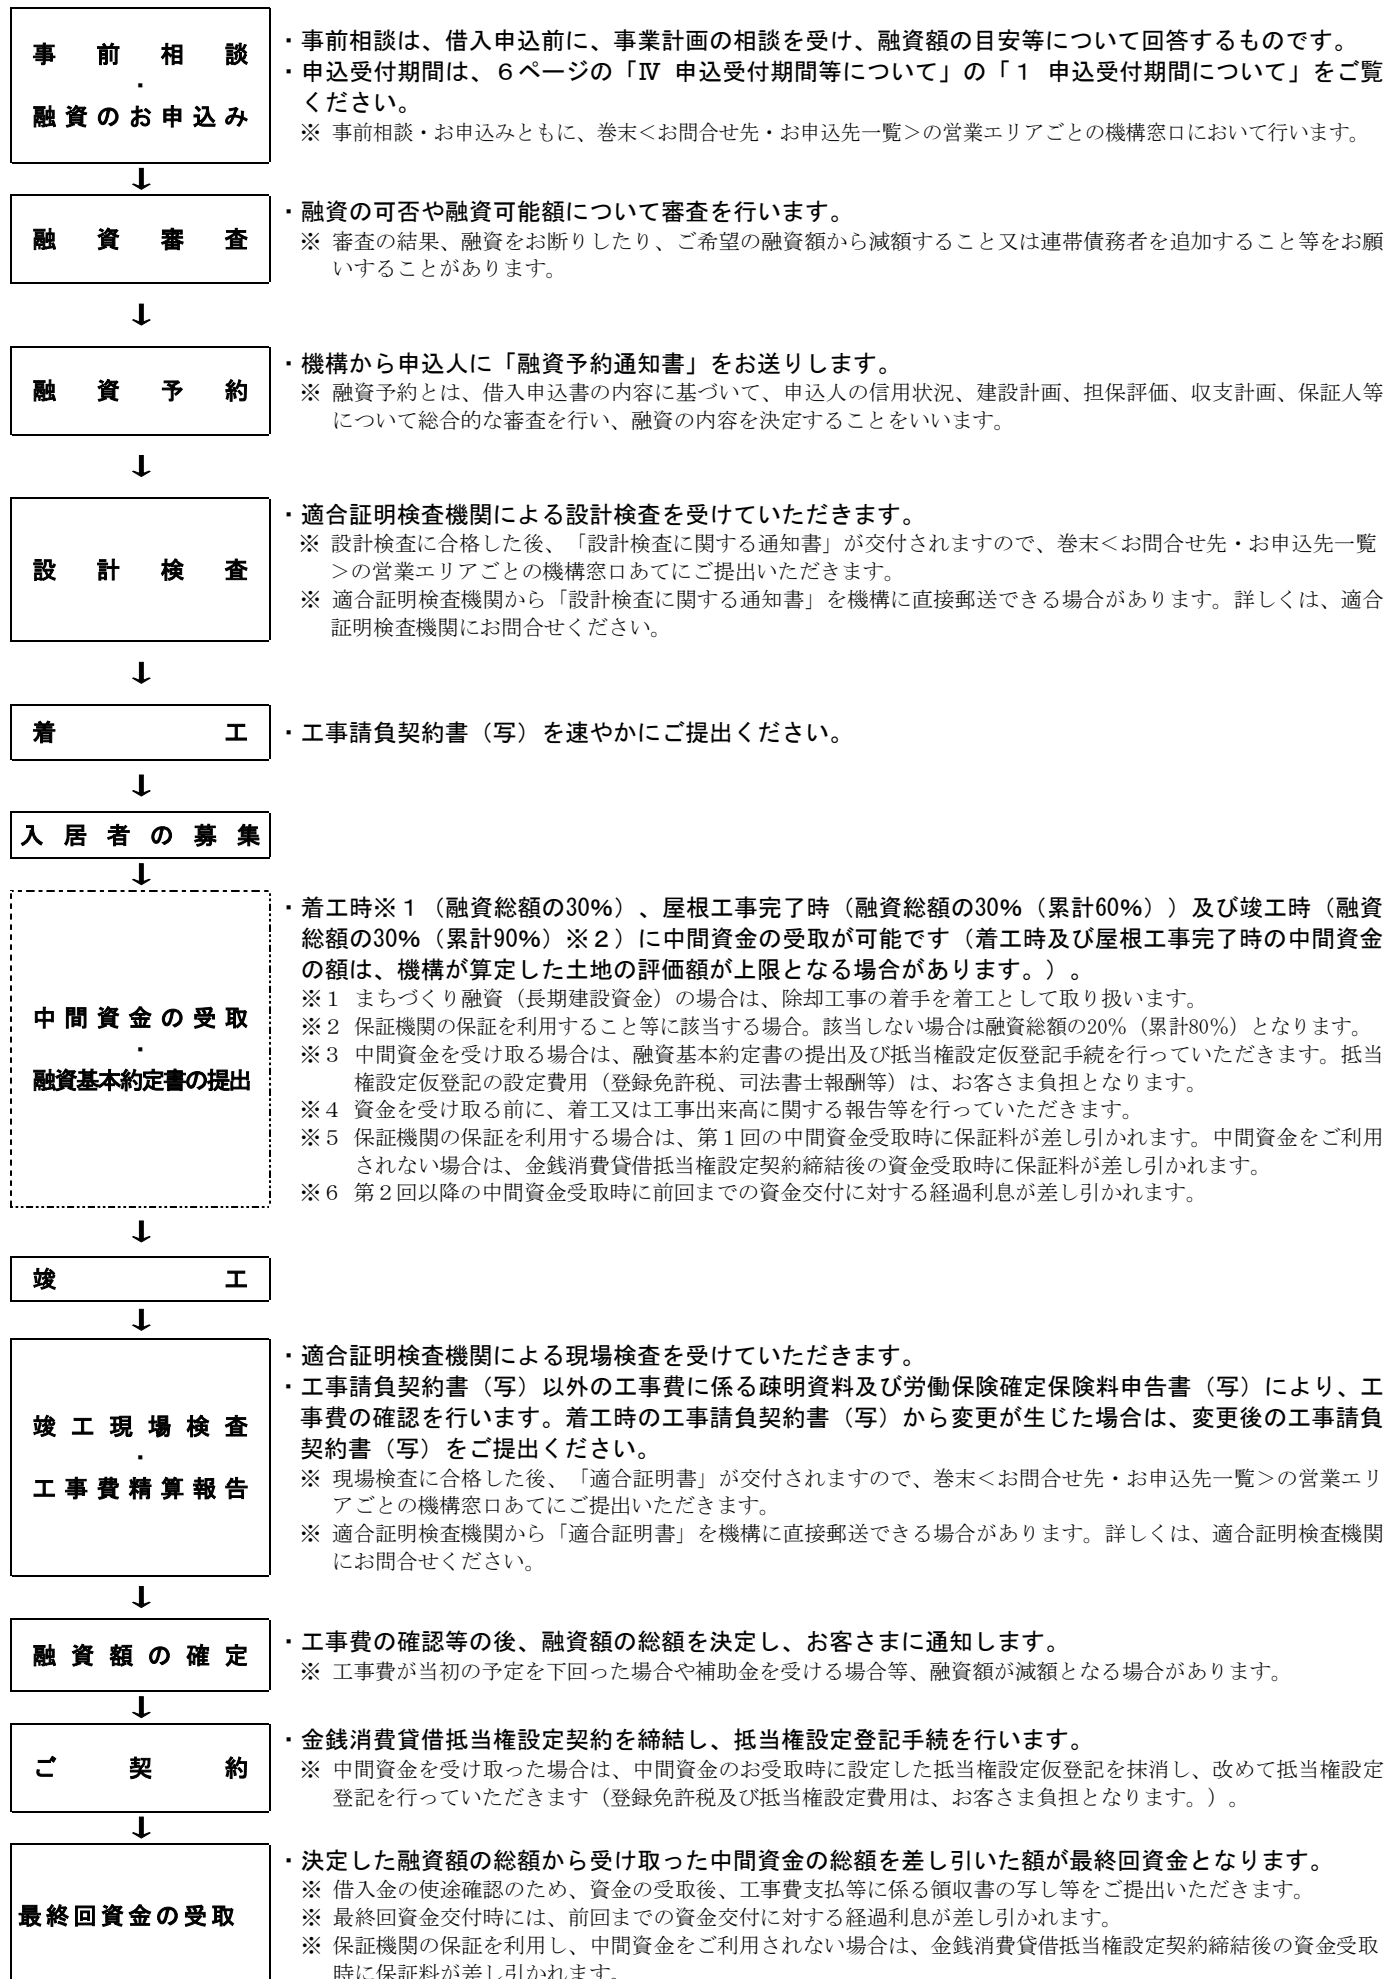 事前相談
・
融資のお申込み
・事前相談は、借入申込前に、事業計画の相談を受け、融資額の目安等について回答するものです。
・申込受付期間は、６ページの「Ⅳ 申込受付期間等について」の「１ 申込受付期間について」をご覧
ください。
※ 事前相談・お申込みともに、巻末＜お問合せ先・お申込先一覧＞の営業エリアごとの機構窓口において行います。
↓
融資審査
・融資の可否や融資可能額について審査を行います。
※ 審査の結果、融資をお断りしたり、ご希望の融資額から減額すること又は連帯債務者を追加すること等をお願
いすることがあります。
↓
融資予約
・機構から申込人に「融資予約通知書」をお送りします。
※ 融資予約とは、借入申込書の内容に基づいて、申込人の信用状況、建設計画、担保評価、収支計画、保証人等
について総合的な審査を行い、融資の内容を決定することをいいます。
↓
設計検査
・適合証明検査機関による設計検査を受けていただきます。
※ 設計検査に合格した後、「設計検査に関する通知書」が交付されますので、巻末＜お問合せ先・お申込先一覧
＞の営業エリアごとの機構窓口あてにご提出いただきます。
※ 適合証明検査機関から「設計検査に関する通知書」を機構に直接郵送できる場合があります。詳しくは、適合
証明検査機関にお問合せください。
↓
着工
・工事請負契約書（写）を速やかにご提出ください。
↓
入居者の募集
↓
中間資金の受取
・
融資基本約定書の提出
・着工時※１（融資総額の30％）、屋根工事完了時（融資総額の30％（累計60％））及び竣工時（融資
総額の30％（累計90％）※２）に中間資金の受取が可能です（着工時及び屋根工事完了時の中間資金
の額は、機構が算定した土地の評価額が上限となる場合があります。）。
※１ まちづくり融資（長期建設資金）の場合は、除却工事の着手を着工として取り扱います。
※２ 保証機関の保証を利用すること等に該当する場合。該当しない場合は融資総額の20％（累計80％）となります。
※３ 中間資金を受け取る場合は、融資基本約定書の提出及び抵当権設定仮登記手続を行っていただきます。抵当
権設定仮登記の設定費用（登録免許税、司法書士報酬等）は、お客さま負担となります。
※４ 資金を受け取る前に、着工又は工事出来高に関する報告等を行っていただきます。
※５ 保証機関の保証を利用する場合は、第１回の中間資金受取時に保証料が差し引かれます。中間資金をご利用
されない場合は、金銭消費貸借抵当権設定契約締結後の資金受取時に保証料が差し引かれます。
※６ 第２回以降の中間資金受取時に前回までの資金交付に対する経過利息が差し引かれます。
↓
竣工
↓
竣工現場検査
・
工事費精算報告
・適合証明検査機関による現場検査を受けていただきます。
・工事請負契約書（写）以外の工事費に係る疎明資料及び労働保険確定保険料申告書（写）により、工
事費の確認を行います。着工時の工事請負契約書（写）から変更が生じた場合は、変更後の工事請負
契約書（写）をご提出ください。
※ 現場検査に合格した後、「適合証明書」が交付されますので、巻末＜お問合せ先・お申込先一覧＞の営業エリ
アごとの機構窓口あてにご提出いただきます。
※ 適合証明検査機関から「適合証明書」を機構に直接郵送できる場合があります。詳しくは、適合証明検査機関
にお問合せください。
↓
融資額の確定
・工事費の確認等の後、融資額の総額を決定し、お客さまに通知します。
※ 工事費が当初の予定を下回った場合や補助金を受ける場合等、融資額が減額となる場合があります。
↓
ご契約
・金銭消費貸借抵当権設定契約を締結し、抵当権設定登記手続を行います。
※ 中間資金を受け取った場合は、中間資金のお受取時に設定した抵当権設定仮登記を抹消し、改めて抵当権設定
登記を行っていただきます（登録免許税及び抵当権設定費用は、お客さま負担となります。）。
↓
最終回資金の受取
・決定した融資額の総額から受け取った中間資金の総額を差し引いた額が最終回資金となります。
※ 借入金の使途確認のため、資金の受取後、工事費支払等に係る領収書の写し等をご提出いただきます。
※ 最終回資金交付時には、前回までの資金交付に対する経過利息が差し引かれます。
※ 保証機関の保証を利用し、中間資金をご利用されない場合は、金銭消費貸借抵当権設定契約締結後の資金受取
時に保証料が差し引かれます。